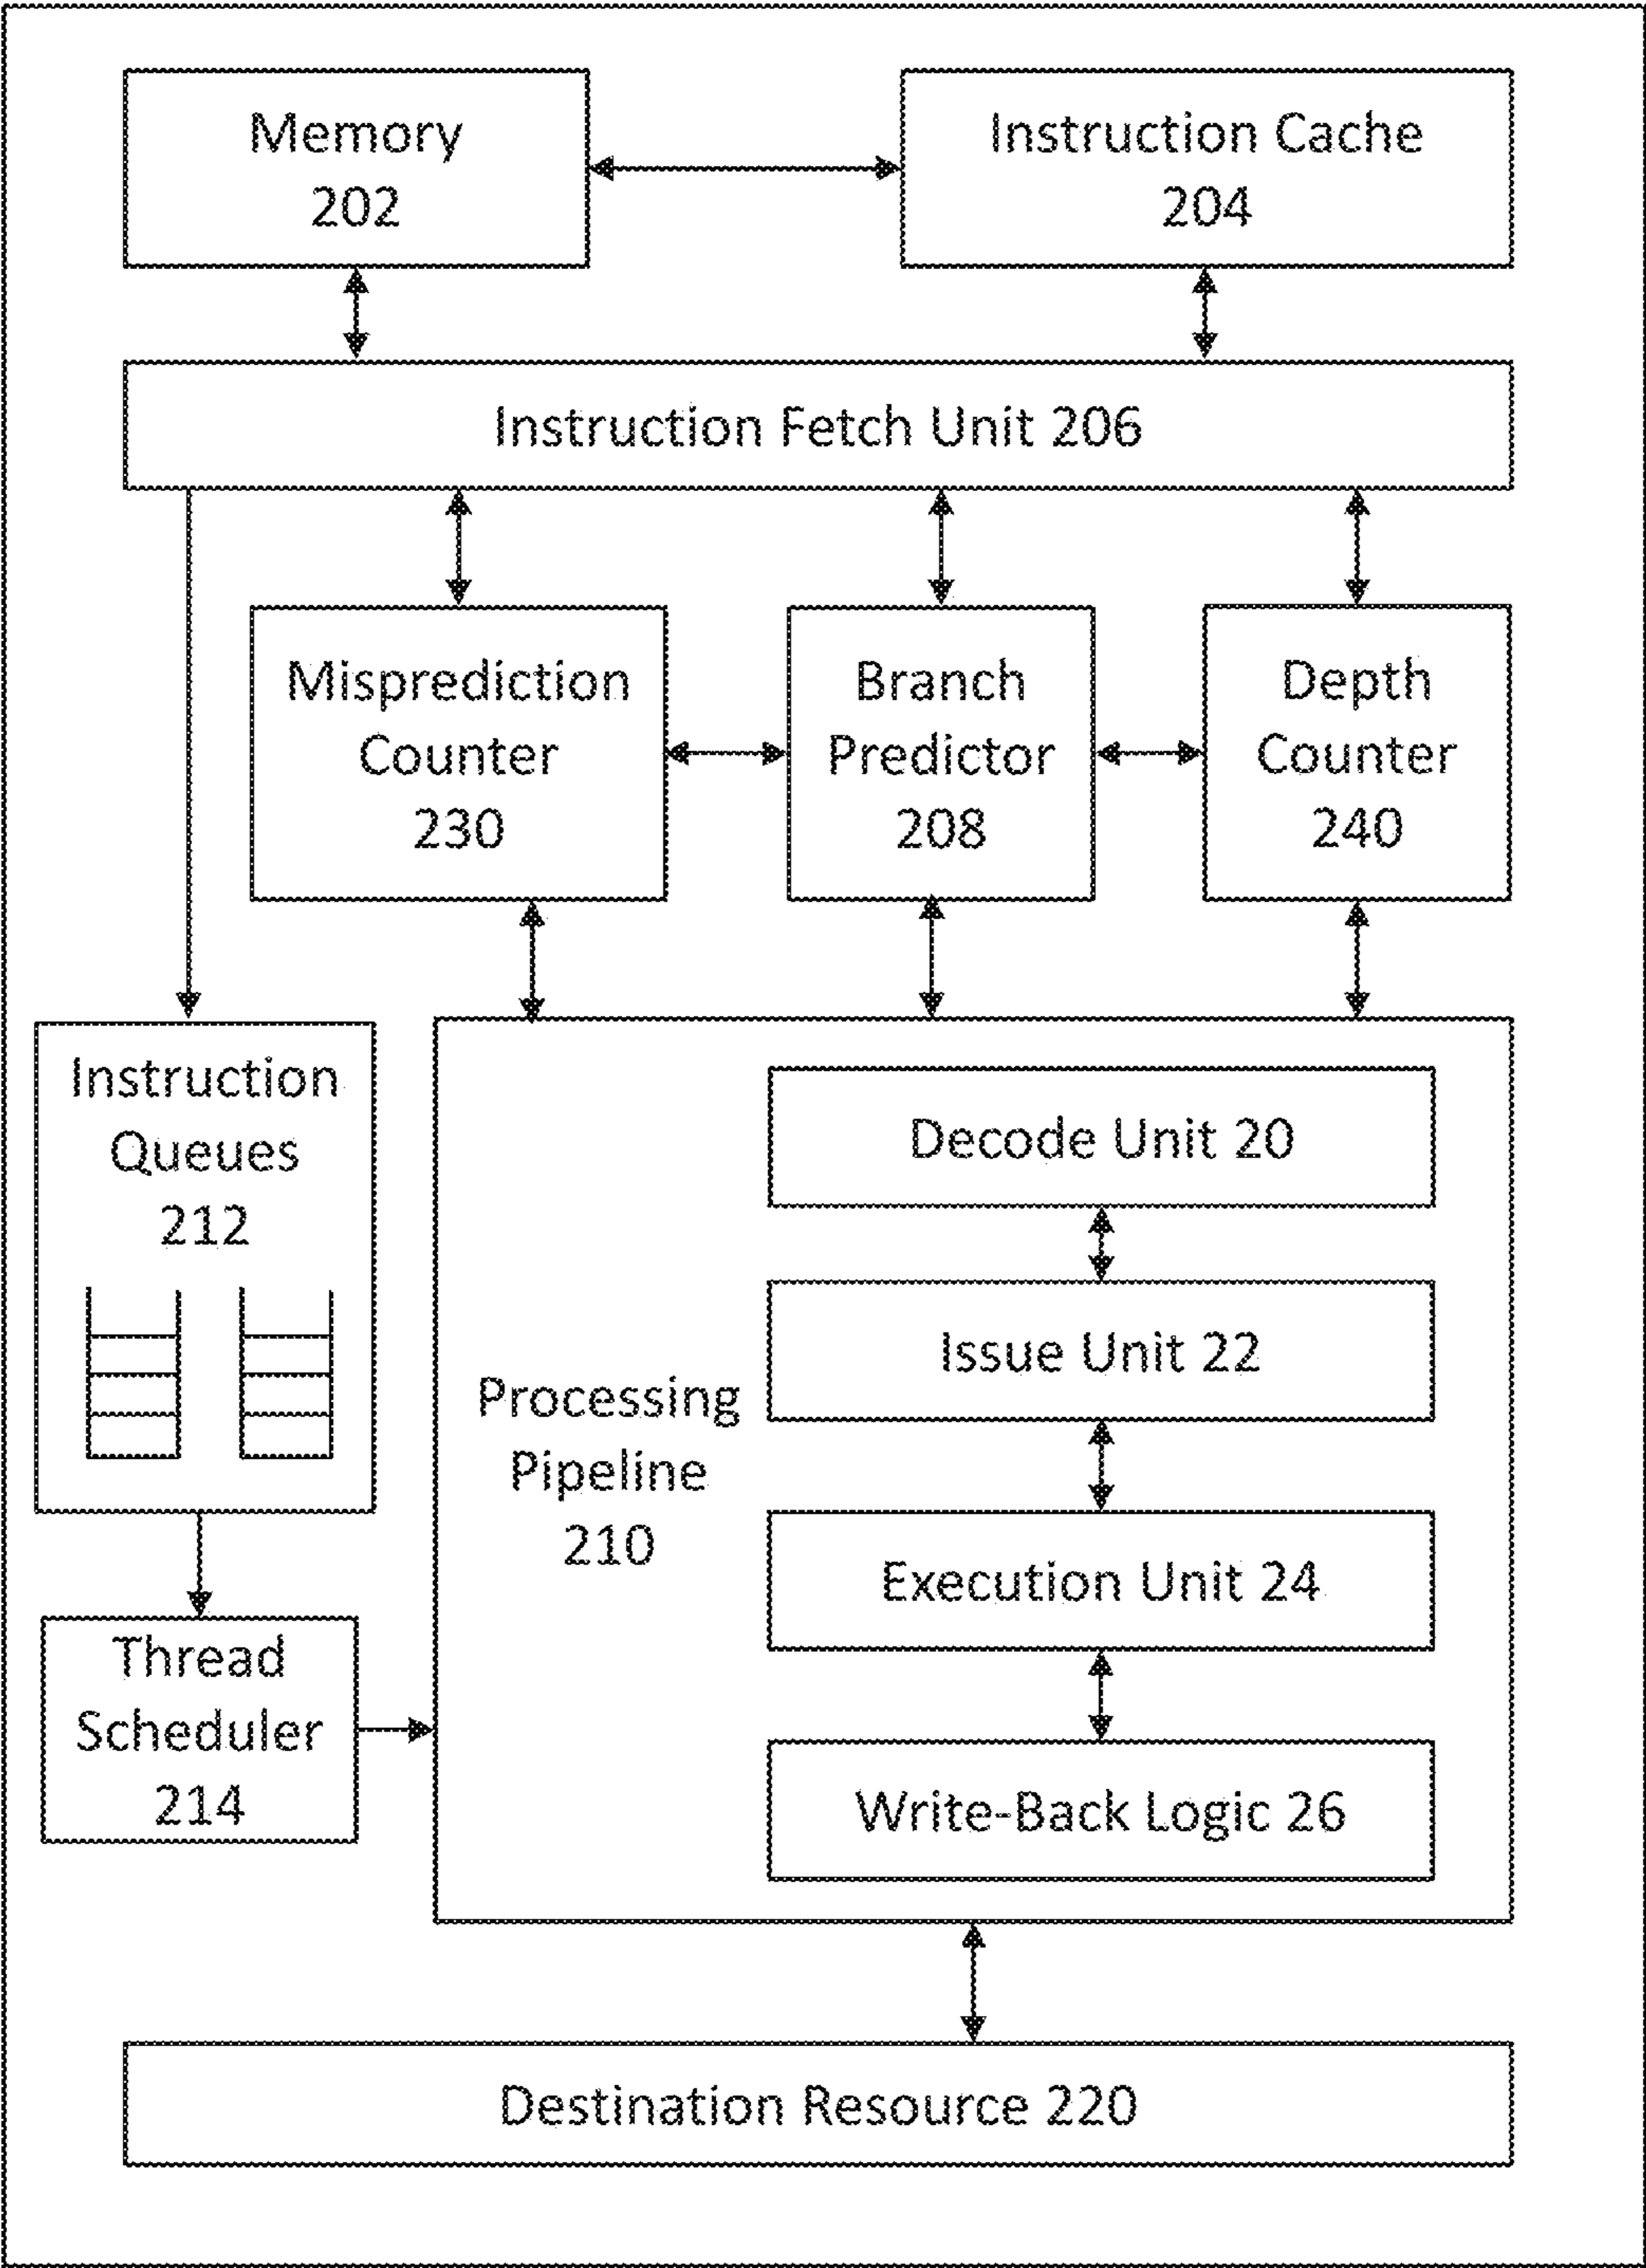 Memory
202
Instruction Cache
204
Instruction Fetch Unit 206
Misprediction
Counter
230
Branch
Predictor
208
Depth
Counter
240
Instruction
Queues
212
Processing
Pipeline
210
Decode Unit 20
Issue Unit 22
Execution Unit 24
Write-Back Logic 26
Thread
Scheduler
214
Destination Resource 220